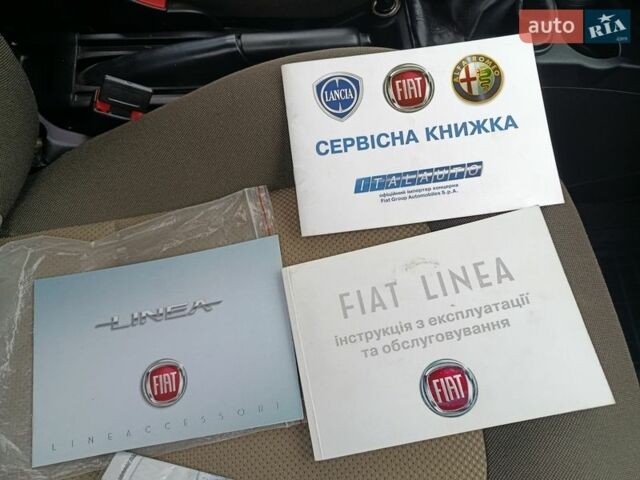 auto RIA.com
LANCIA FIAT ALFA ROMEO
СЕРВІСНА КНИЖКА
ITALAUTO
офіційний імпортер концерна
Fiat Group Automobiles S.p.A.
LINEA
FIAT
LINEACCESSORI
FIAT LINEA
інструкція з експлуатації
та обслуговування
FIAT